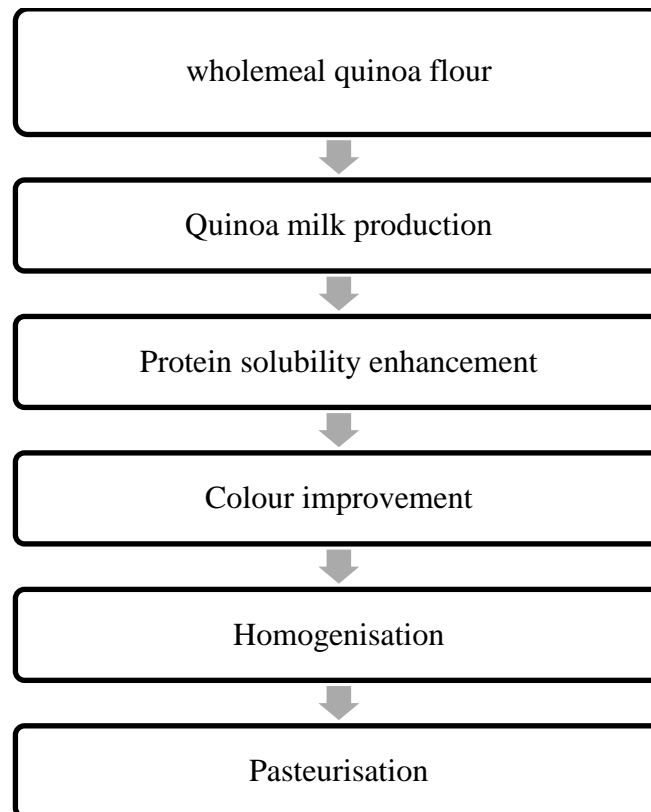 wholemeal quinoa flour
Quinoa milk production
Protein solubility enhancement
Colour improvement
Homogenisation
Pasteurisation